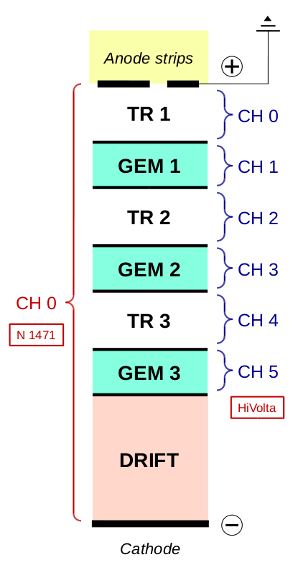 Anode strips
+
TR 1
CH 0
GEM 1
CH 1
TR 2
CH 2
GEM 2
CH 3
CH 0
TR 3
CH 4
N 1471
GEM 3
CH 5
HiVolta
DRIFT
−
Cathode